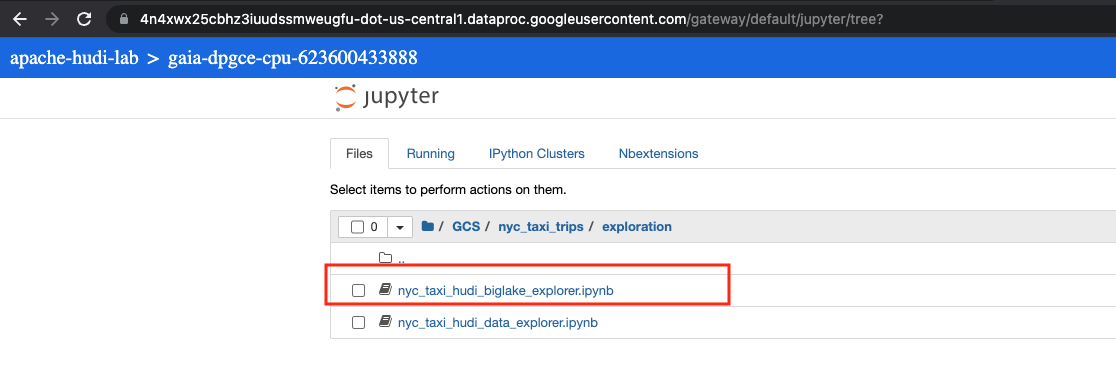 4n4xwx25cbhz3iuudssmweugfu-dot-us-central1.dataproc.googleusercontent.com/gateway/default/jupyter/tree?
apache-hudi-lab > gaia-dpgce-cpu-623600433888
jupyter
Files Running IPython Clusters Nbextensions
Select items to perform actions on them.
0 / GCS / nyc_taxi_trips / exploration
..
nyc_taxi_hudi_biglake_explorer.ipynb
nyc_taxi_hudi_data_explorer.ipynb